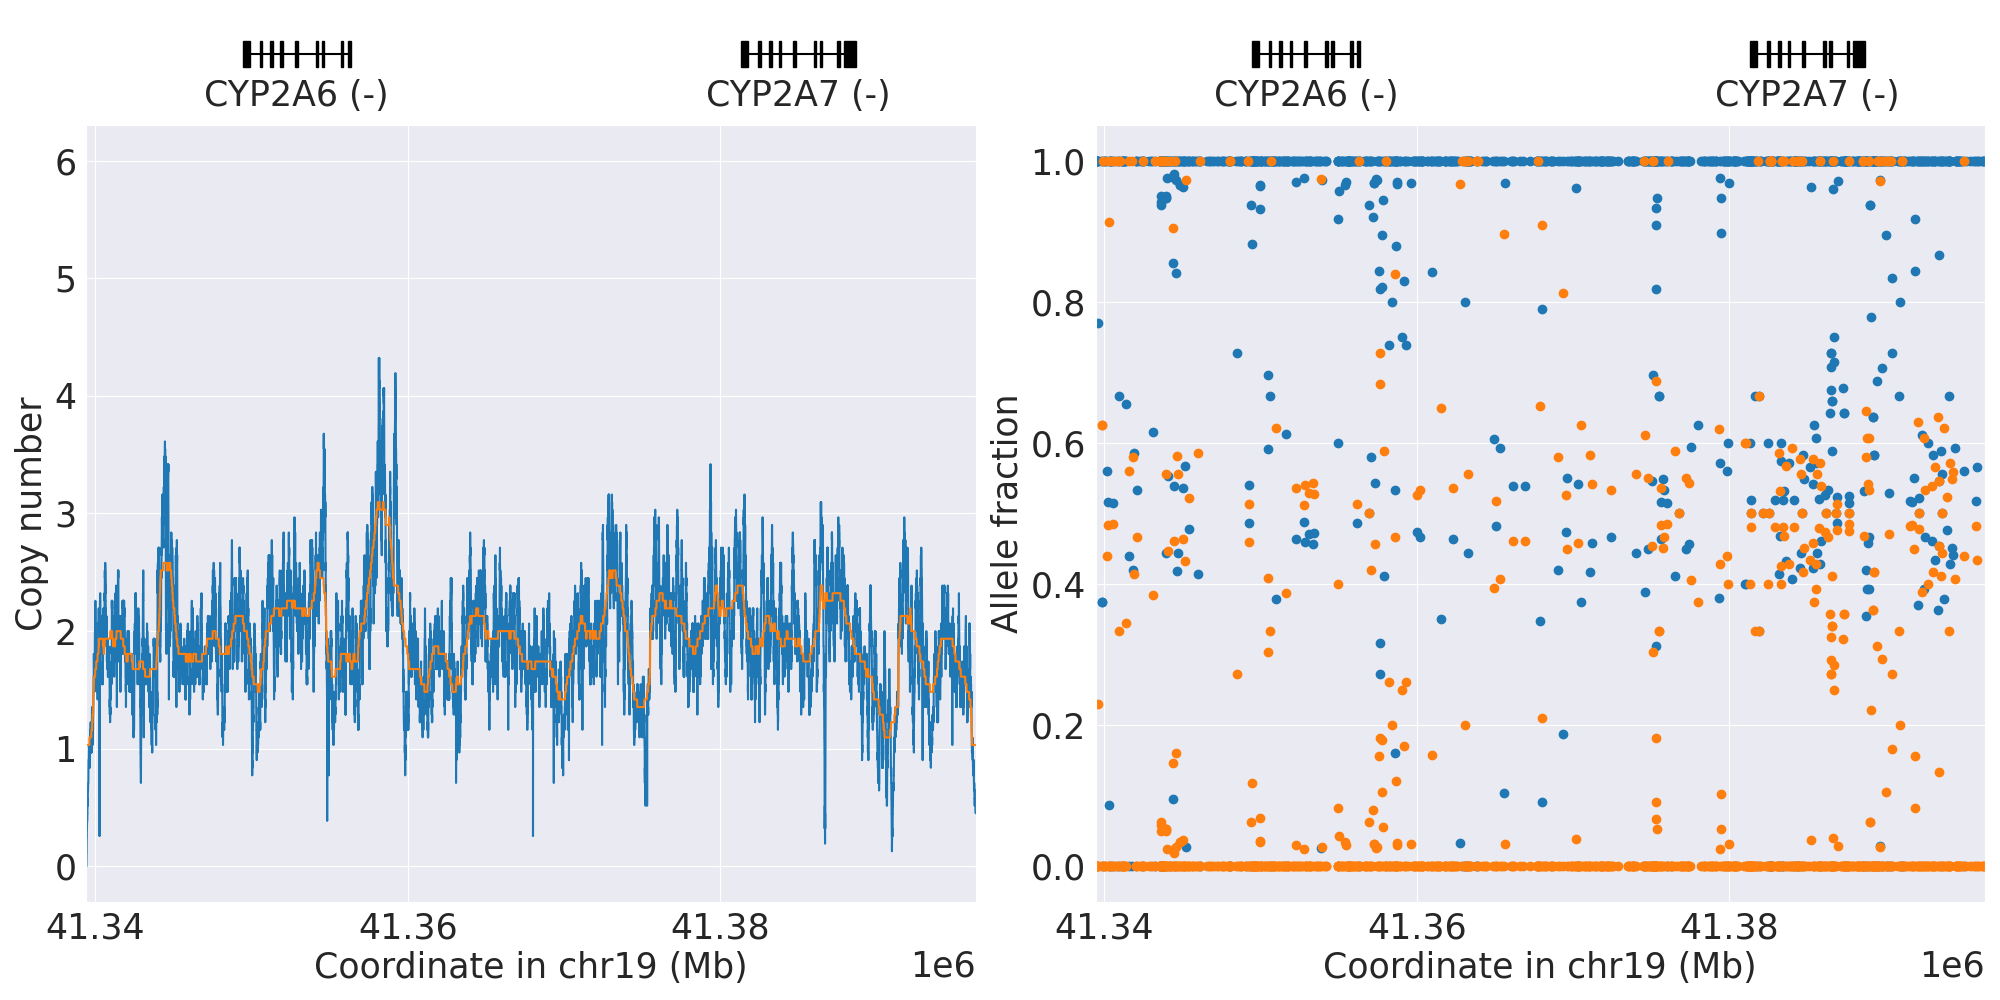 CYP2A6 (-) CYP2A7 (-)
Copy number
6
5
4
3
2
1
0
41.34 41.36 41.38
Coordinate in chr19 (Mb) 1e6
CYP2A6 (-) CYP2A7 (-)
Allele fraction
1.0
0.8
0.6
0.4
0.2
0.0
41.34 41.36 41.38
Coordinate in chr19 (Mb) 1e6